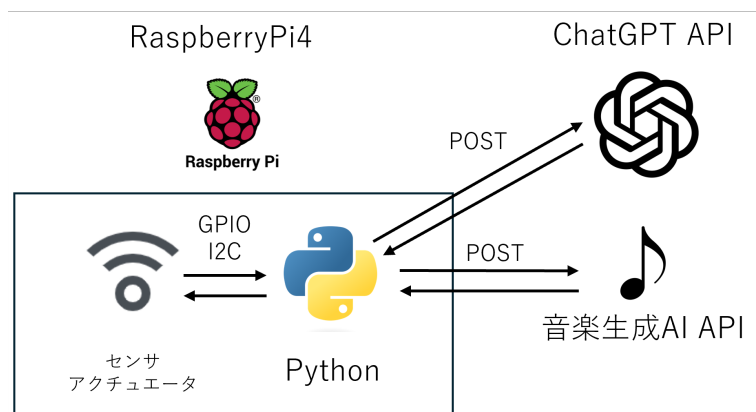 RaspberryPi4
ChatGPT API
®
Raspberry Pi
POST
GPIO
I2C
POST
音楽生成AI API
センサ
アクチュエータ
Python